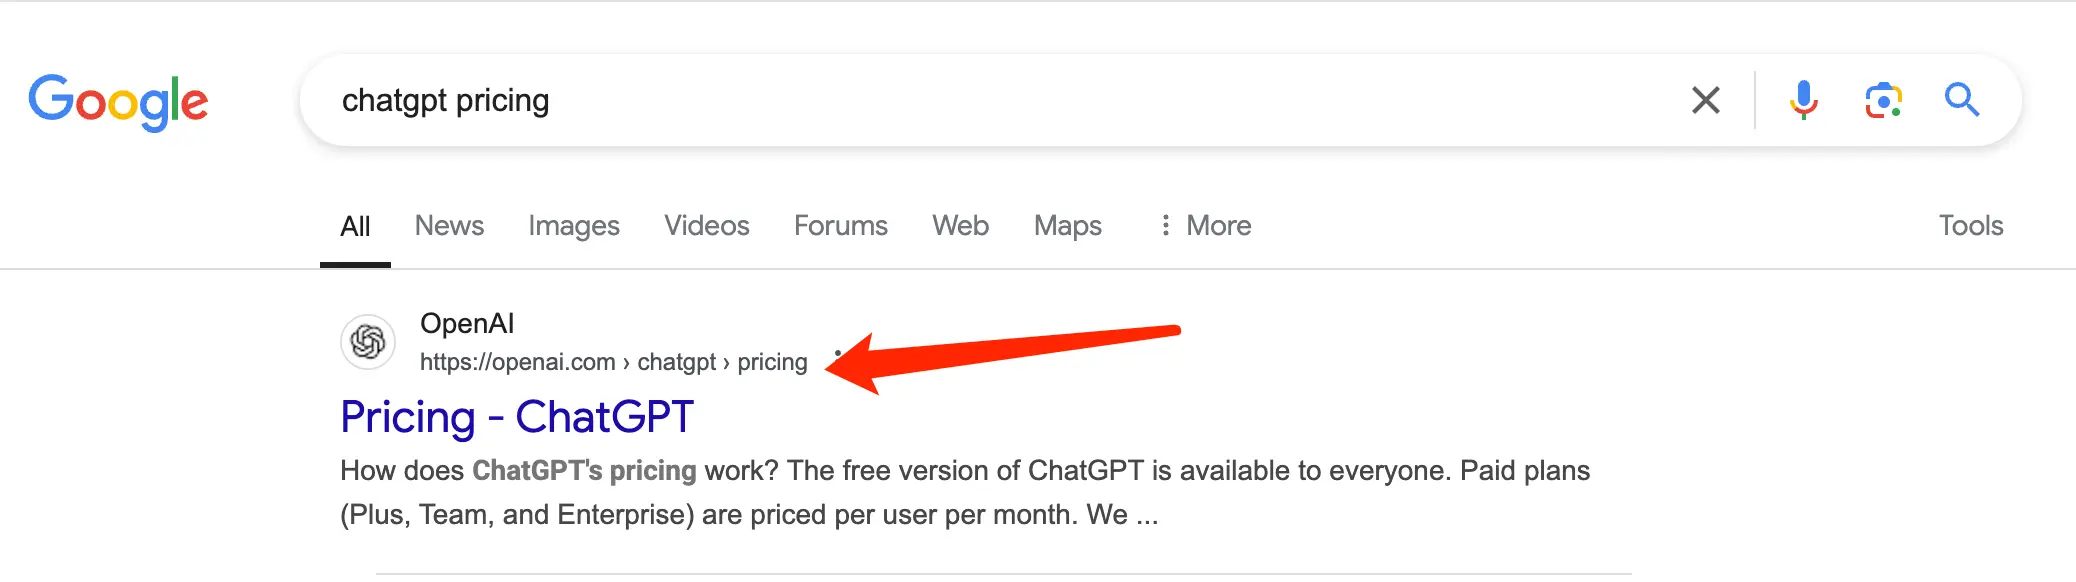 Google
chatgpt pricing
All News Images Videos Forums Web Maps More Tools
OpenAI
https://openai.com › chatgpt › pricing
Pricing - ChatGPT
How does ChatGPT's pricing work? The free version of ChatGPT is available to everyone. Paid plans
(Plus, Team, and Enterprise) are priced per user per month. We ...